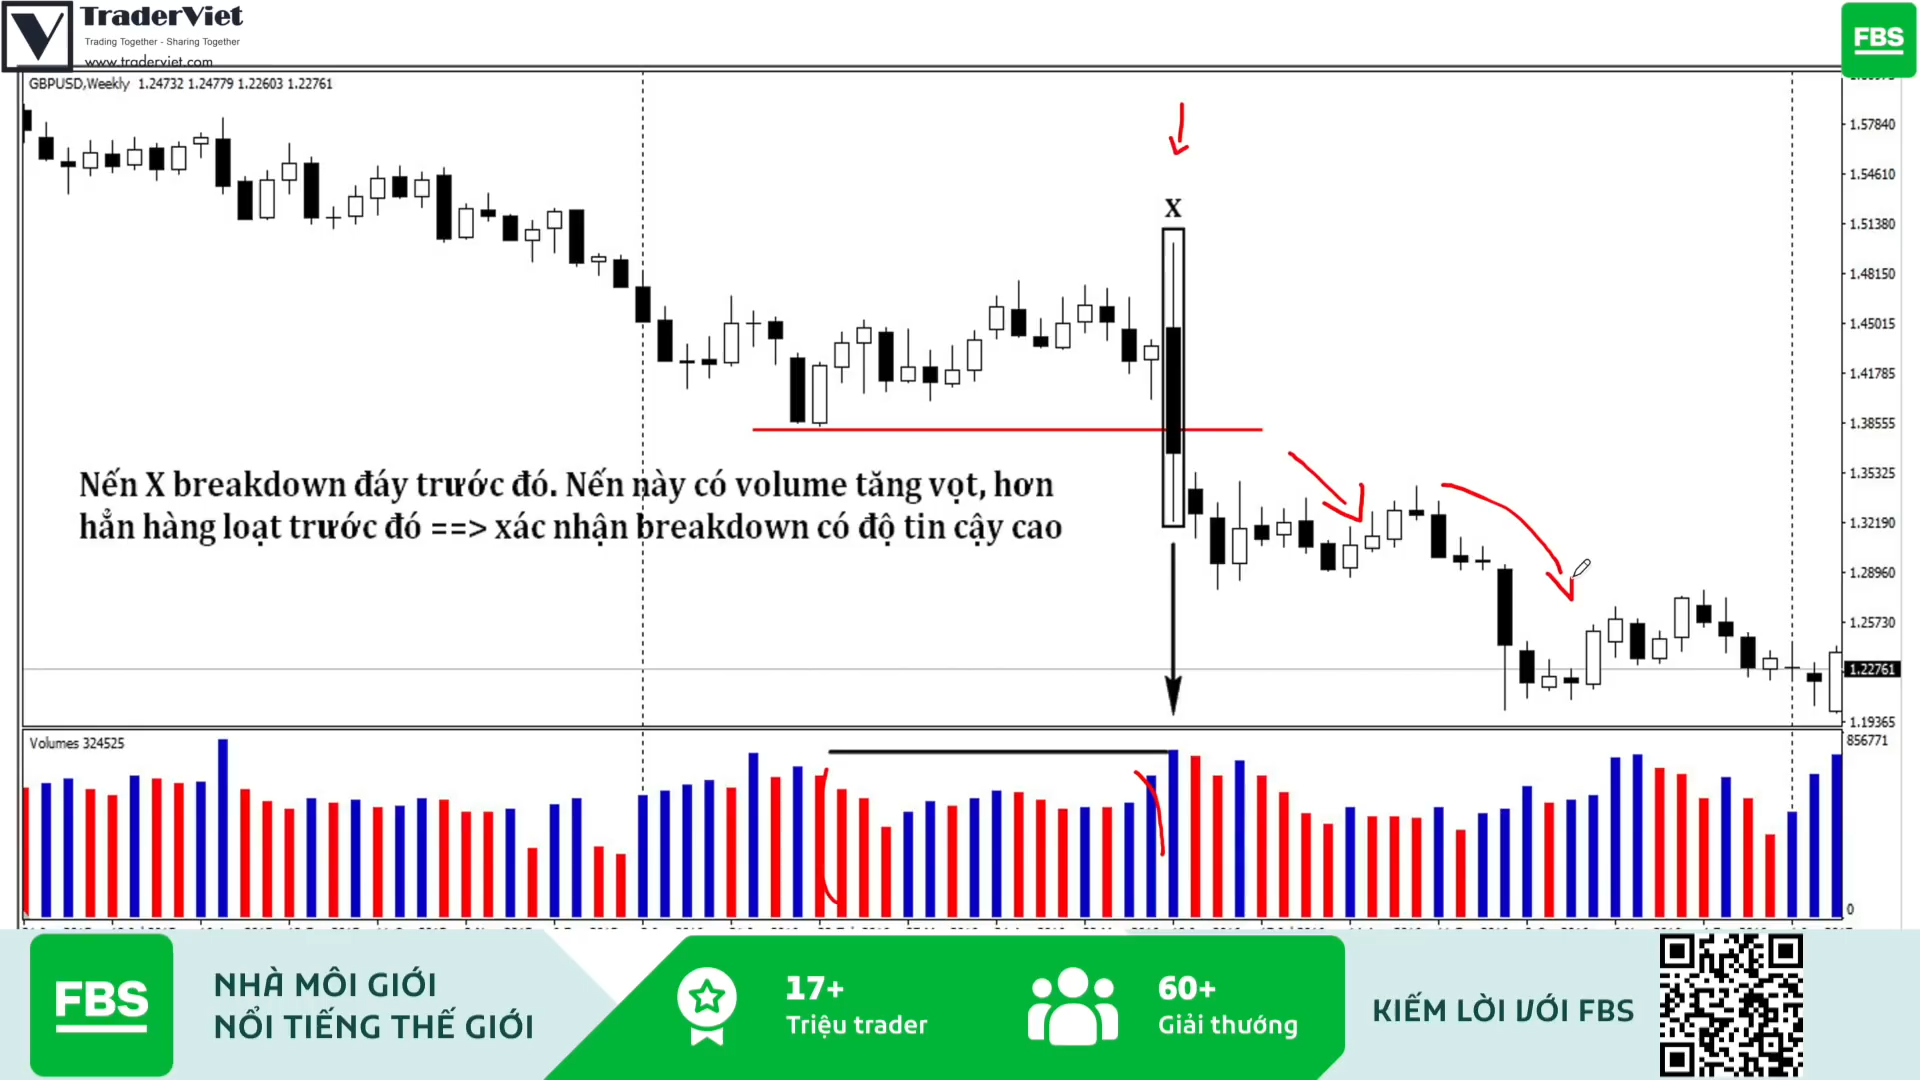 TraderViet
Trading Together - Sharing Together
www.traderviet.com
FBS
GBPUSD,Weekly 1.24732 1.24779 1.22603 1.22761
1.57840
1.54610
X
1.51380
1.48150
1.45015
1.41785
1.38555
1.35325
Nến X breakdown đáy trước đó. Nến này có volume tăng vọt, hơn
hẳn hàng loạt trước đó ==> xác nhận breakdown có độ tin cậy cao
1.32190
1.28960
1.25730
1.22761
1.19365
Volumes 324525
856771
0
FBS
NHÀ MÔI GIỚI
NỔI TIẾNG THẾ GIỚI
17+
Triệu trader
60+
Giải thưởng
KIẾM LỜI VỚI FBS